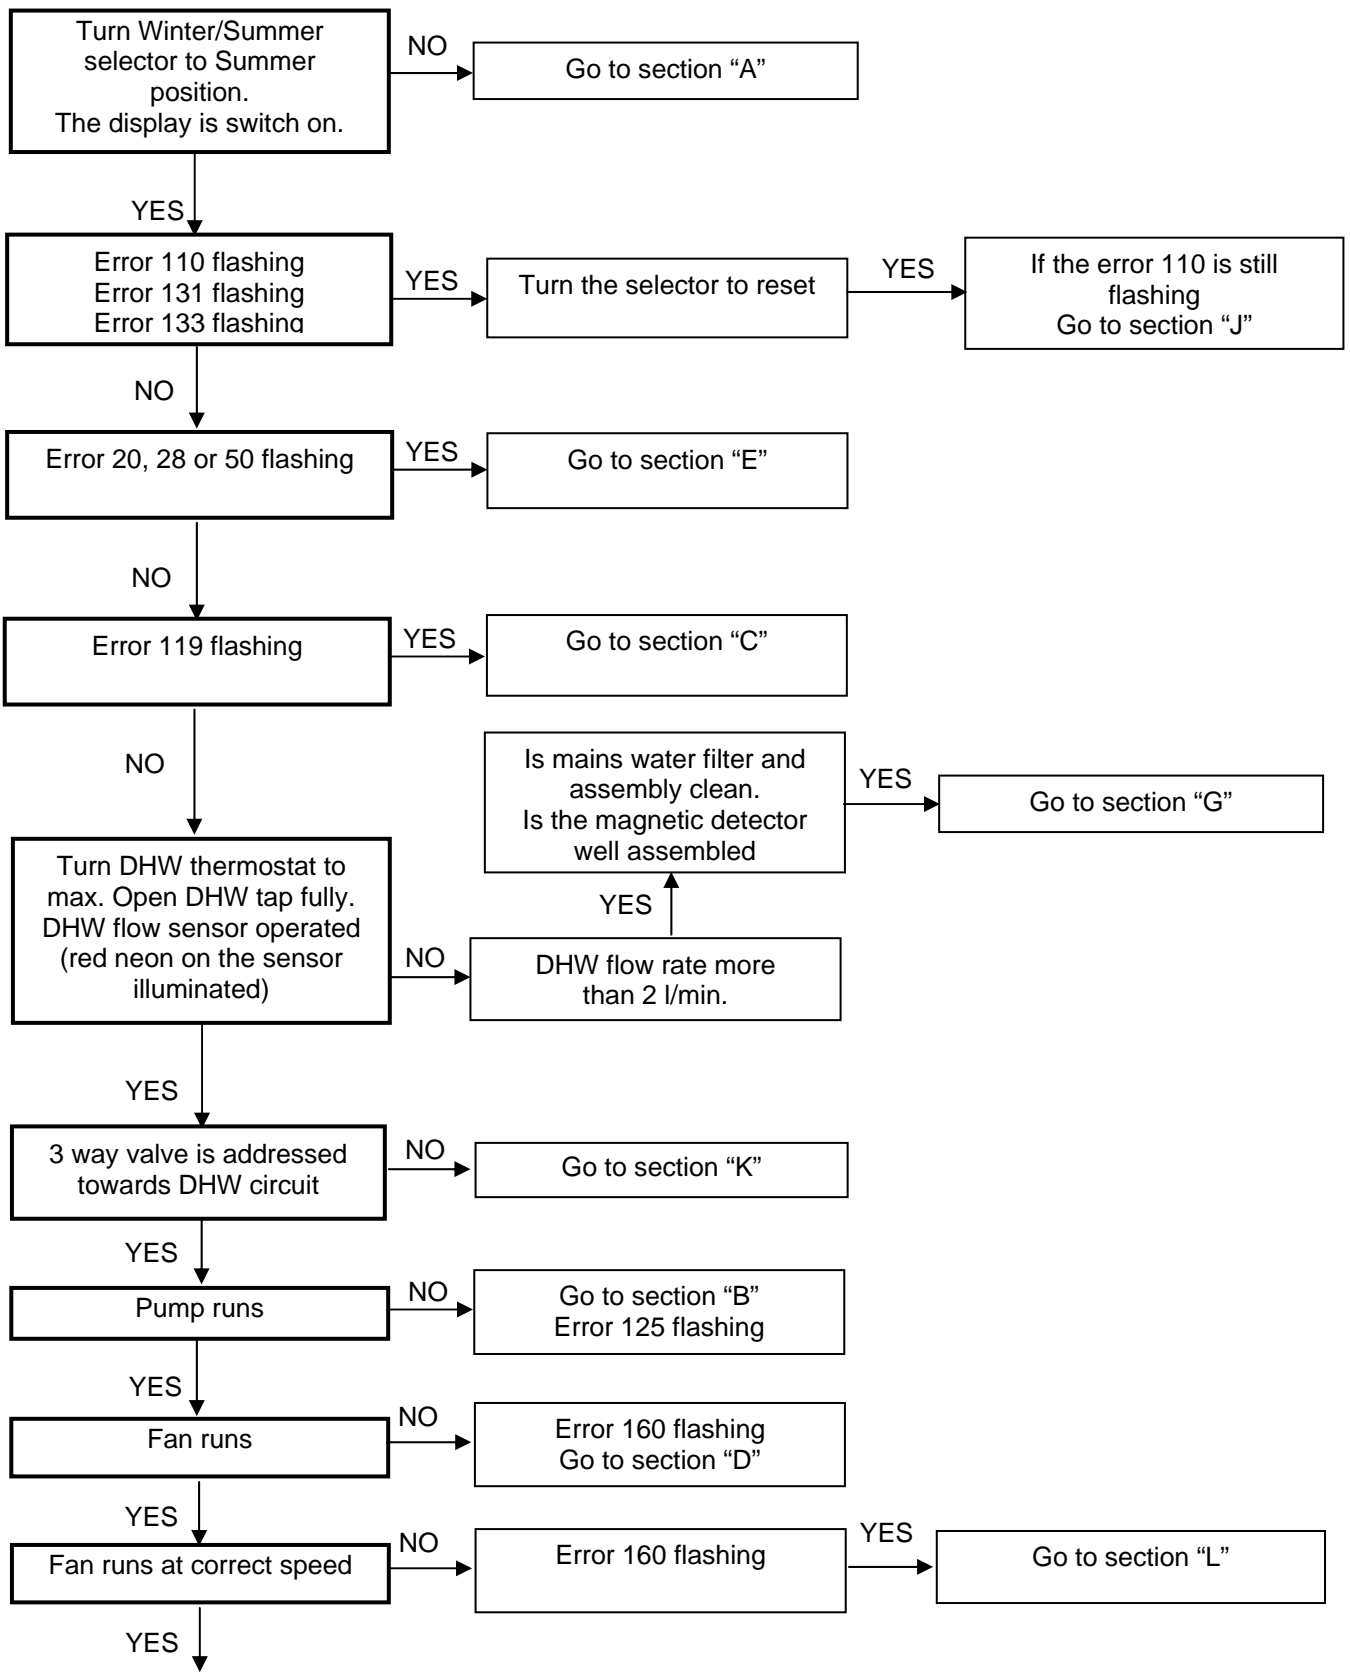 Turn Winter/Summer
selector to Summer
position.
The display is switch on.
NO
Go to section “A”
YES
Error 110 flashing
Error 131 flashing
Error 133 flashing
YES
Turn the selector to reset
YES
If the error 110 is still
flashing
Go to section “J”
NO
Error 20, 28 or 50 flashing
YES
Go to section “E”
NO
Error 119 flashing
YES
Go to section “C”
NO
Is mains water filter and
assembly clean.
Is the magnetic detector
well assembled
YES
Go to section “G”
Turn DHW thermostat to
max. Open DHW tap fully.
DHW flow sensor operated
(red neon on the sensor
illuminated)
YES
NO
DHW flow rate more
than 2 l/min.
YES
3 way valve is addressed
towards DHW circuit
NO
Go to section “K”
YES
Pump runs
NO
Go to section “B”
Error 125 flashing
YES
Fan runs
NO
Error 160 flashing
Go to section “D”
YES
Fan runs at correct speed
NO
Error 160 flashing
YES
Go to section “L”
YES